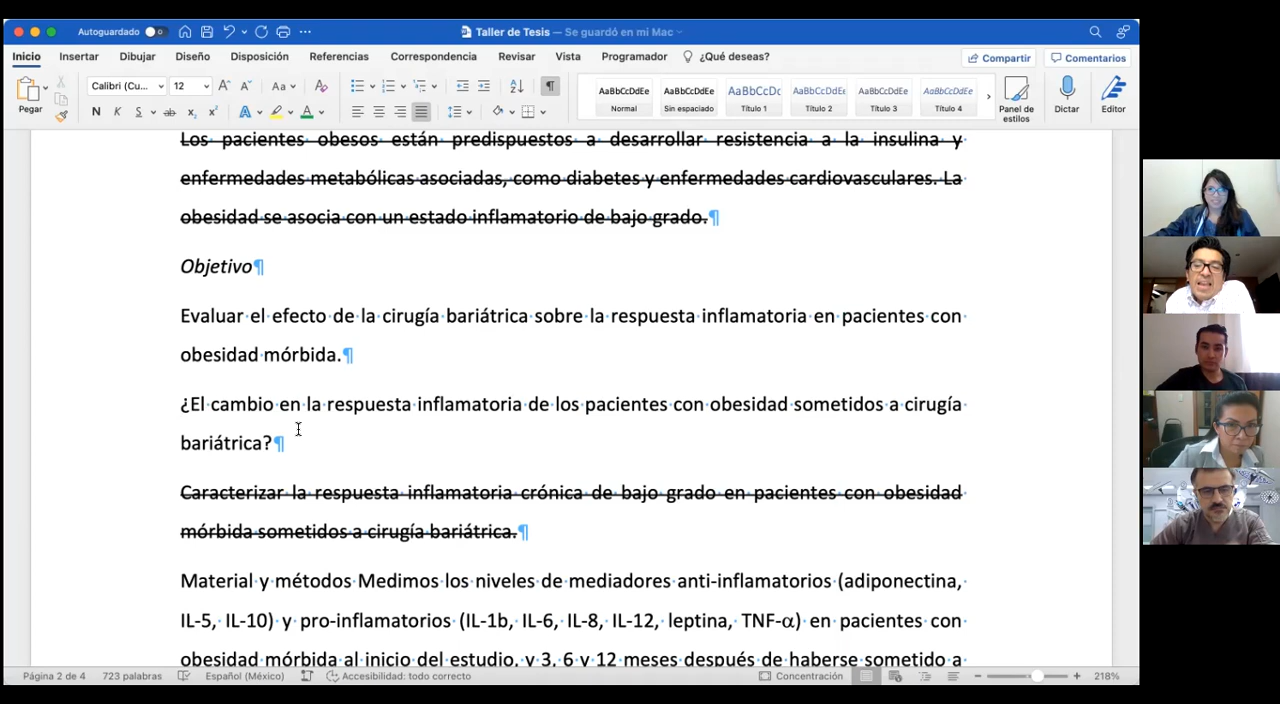 Autoguardado
Taller de Tesis — Se guardó en mi Mac
Inicio Insertar Dibujar Diseño Disposición Referencias Correspondencia Revisar Vista Programador ¿Qué deseas? Compartir Comentarios
Pegar
Calibri (Cu... 12
N K S
AaBbCcDdEe Normal
AaBbCcDdEe Sin espaciado
AaBbCcDc Título 1
AaBbCcDdEe Título 2
AaBbCcDdEe Título 3
AaBbCcDdEe Título 4
Panel de estilos
Dictar
Editor
Los pacientes obesos están predispuestos a desarrollar resistencia a la insulina y
enfermedades metabólicas asociadas, como diabetes y enfermedades cardiovasculares. La
obesidad se asocia con un estado inflamatorio de bajo grado.¶
Objetivo¶
Evaluar el efecto de la cirugía bariátrica sobre la respuesta inflamatoria en pacientes con
obesidad mórbida.¶
¿El cambio en la respuesta inflamatoria de los pacientes con obesidad sometidos a cirugía
bariátrica?¶
Caracterizar la respuesta inflamatoria crónica de bajo grado en pacientes con obesidad
mórbida sometidos a cirugía bariátrica.¶
Material y métodos Medimos los niveles de mediadores anti-inflamatorios (adiponectina,
IL-5, IL-10) y pro-inflamatorios (IL-1b, IL-6, IL-8, IL-12, leptina, TNF-α) en pacientes con
obesidad mórbida al inicio del estudio, y 3, 6 y 12 meses después de haberse sometido a
Página 2 de 4 723 palabras Español (México) Accesibilidad: todo correcto Concentración 218%